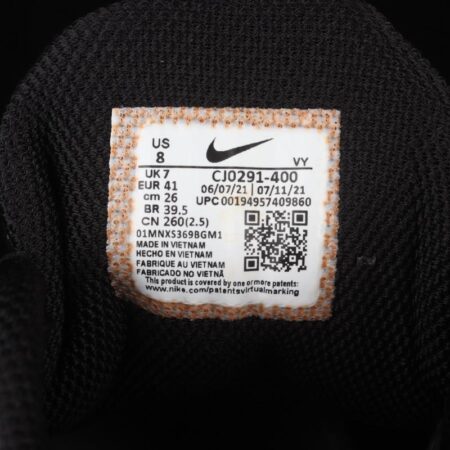 US
8
VY
UK 7
EUR 41
cm 26
BR 39.5
CN 260(2.5)
CJ0291-400
06/07/21 | 07/11/21
UPC 00194957409860
01MNXS369BGM1
MADE IN VIETNAM
HECHO EN VIETNAM
FABRIQUE AU VIETNAM
FABRICADO NO VIETNÃ
This product is covered by one or more patents:
www.nike.com/patentsvirtualmarking